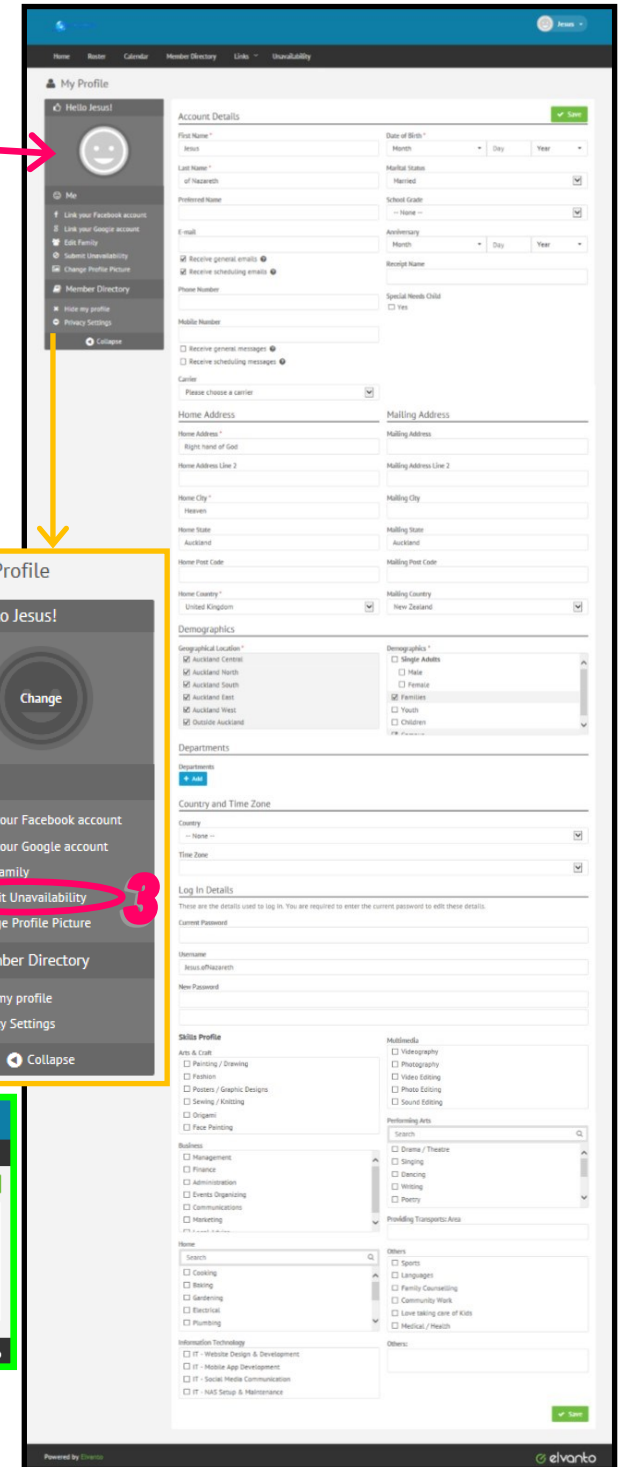 Jesus
Home Roster Calendar Member Directory Links Unavailability
My Profile
Hello Jesus!
Me
Link your Facebook account
Link your Google account
Edit Family
Submit Unavailability
Change Profile Picture
Member Directory
Hide my profile
Privacy Settings
Collapse
Account Details
Save
First Name *
Jesus
Last Name *
of Nazareth
Preferred Name
E-mail
Receive general emails
Receive scheduling emails
Phone Number
Mobile Number
Receive general messages
Receive scheduling messages
Carrier
Please choose a carrier
Date of Birth *
Month Day Year
Marital Status
Married
School Grade
-- None --
Anniversary
Month Day Year
Receipt Name
Special Needs Child
Yes
Home Address
Home Address *
Right hand of God
Home Address Line 2
Home City *
Heaven
Home State
Auckland
Home Post Code
Home Country *
United Kingdom
Mailing Address
Mailing Address
Mailing Address Line 2
Mailing City
Mailing State
Auckland
Mailing Post Code
Mailing Country
New Zealand
Demographics
Geographical Location *
Auckland Central
Auckland North
Auckland South
Auckland East
Auckland West
Outside Auckland
Demographics *
Single Adults
Male
Female
Families
Youth
Children
Departments
Departments
+ Add
Country and Time Zone
Country
-- None --
Time Zone
Log In Details
These are the details used to log in. You are required to enter the current password to edit these details.
Current Password
Username
Jesus.ofNazareth
New Password
Skills Profile
Arts & Craft
Painting / Drawing
Fashion
Posters / Graphic Designs
Sewing / Knitting
Origami
Face Painting
Business
Management
Finance
Administration
Events Organizing
Communications
Marketing
Home
Search
Cooking
Baking
Gardening
Electrical
Plumbing
Information Technology
IT - Website Design & Development
IT - Mobile App Development
IT - Social Media Communication
IT - NAS Setup & Maintenance
Multimedia
Videography
Photography
Video Editing
Photo Editing
Sound Editing
Performing Arts
Search
Drama / Theatre
Singing
Dancing
Writing
Poetry
Providing Transports: Area
Others
Sports
Languages
Family Counselling
Community Work
Love taking care of Kids
Medical / Health
Others:
Save
Powered by Elvanto
elvanto
Profile
o Jesus!
Change
our Facebook account
our Google account
amily
it Unavailability
3
ge Profile Picture
ber Directory
my profile
y Settings
Collapse